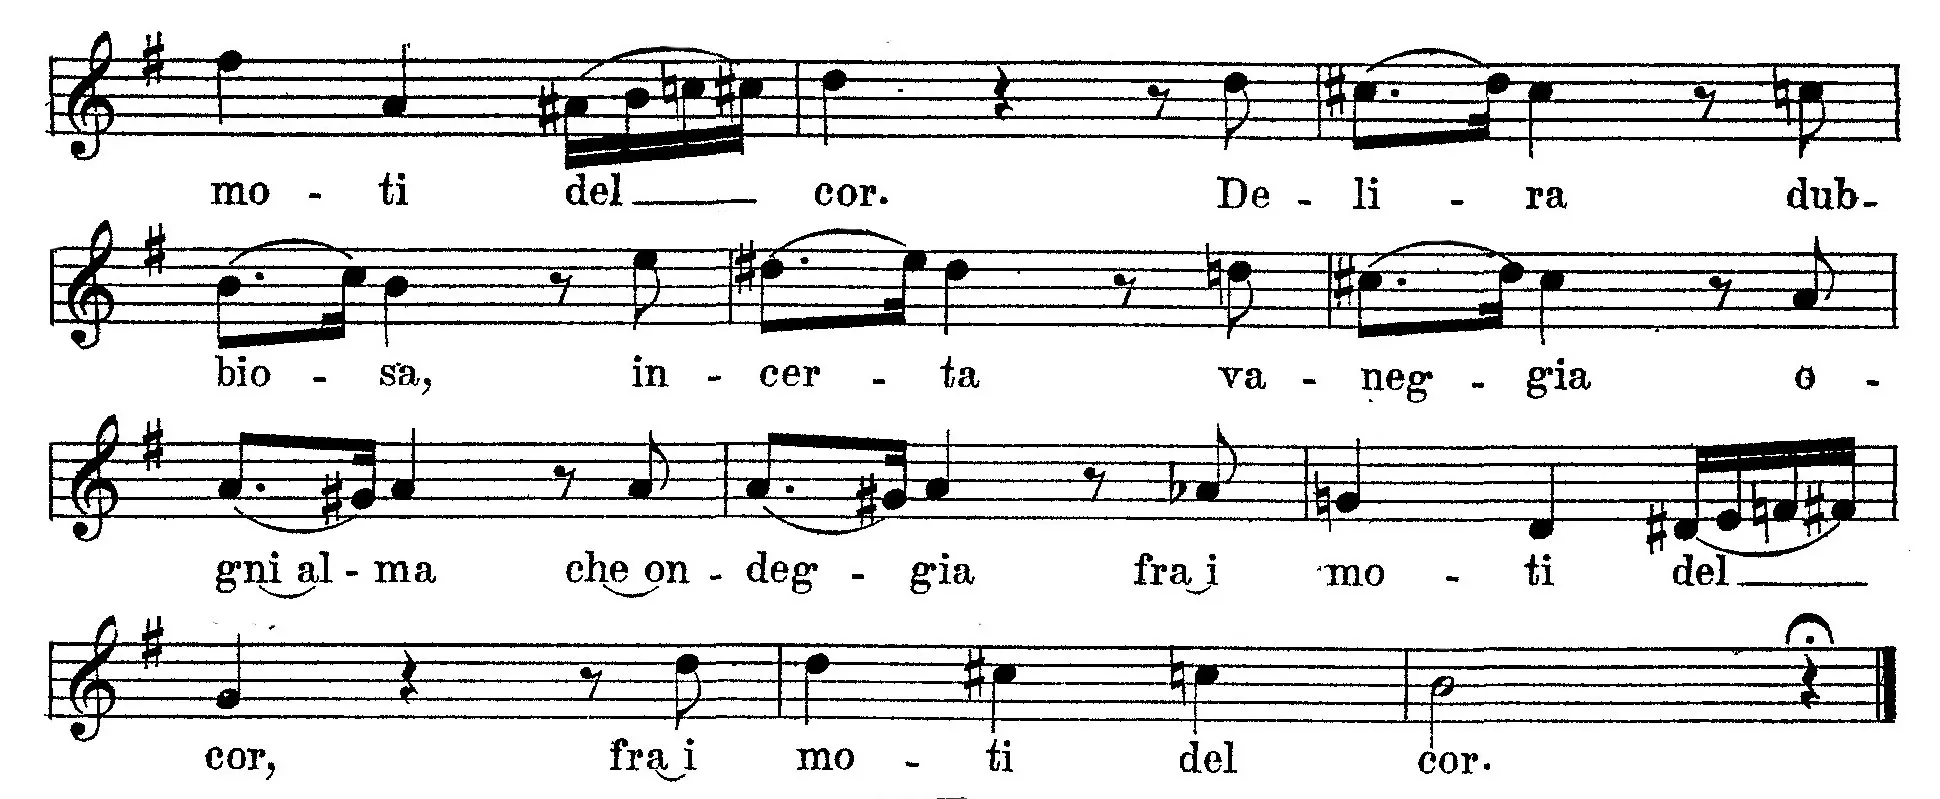 mo - ti del cor. De - li - ra dub-
bio - sa, in - cer - ta va - neg - gia o -
gni al - ma che on - deg - gia fra i mo - ti del
cor, fra i mo - ti del cor.